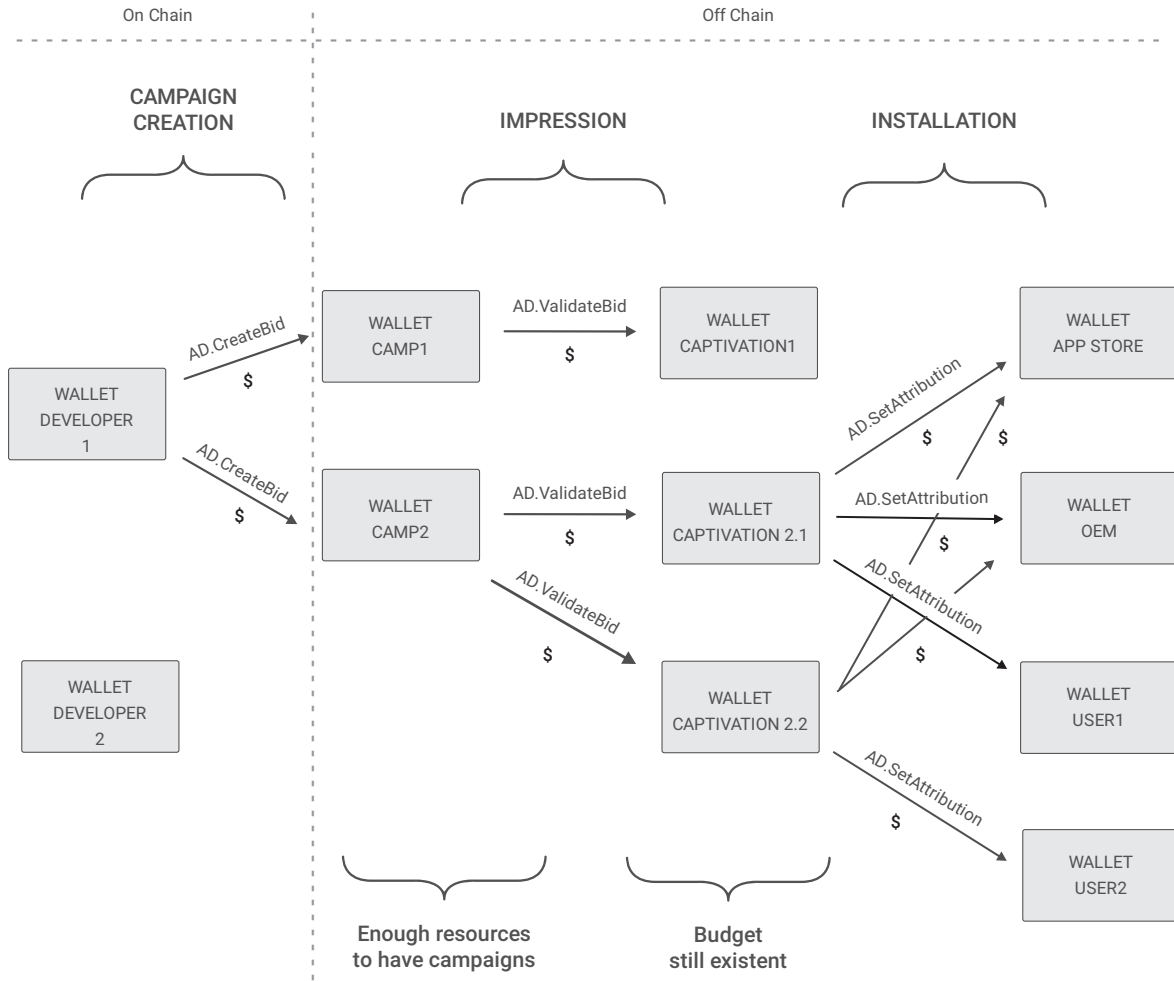 On Chain
Off Chain
CAMPAIGN
CREATION
IMPRESSION
INSTALLATION
WALLET
DEVELOPER
1
AD.CreateBid
$
AD.CreateBid
$
WALLET
CAMP1
AD.ValidateBid
$
WALLET
CAPTIVATION1
WALLET
CAMP2
AD.ValidateBid
$
WALLET
CAPTIVATION 2.1
AD.ValidateBid
$
WALLET
CAPTIVATION 2.2
AD.SetAttribution
$
$
WALLET
APP STORE
AD.SetAttribution
$
WALLET
OEM
AD.SetAttribution
$
WALLET
USER1
AD.SetAttribution
$
WALLET
USER2
WALLET
DEVELOPER
2
Enough resources
to have campaigns
Budget
still existent